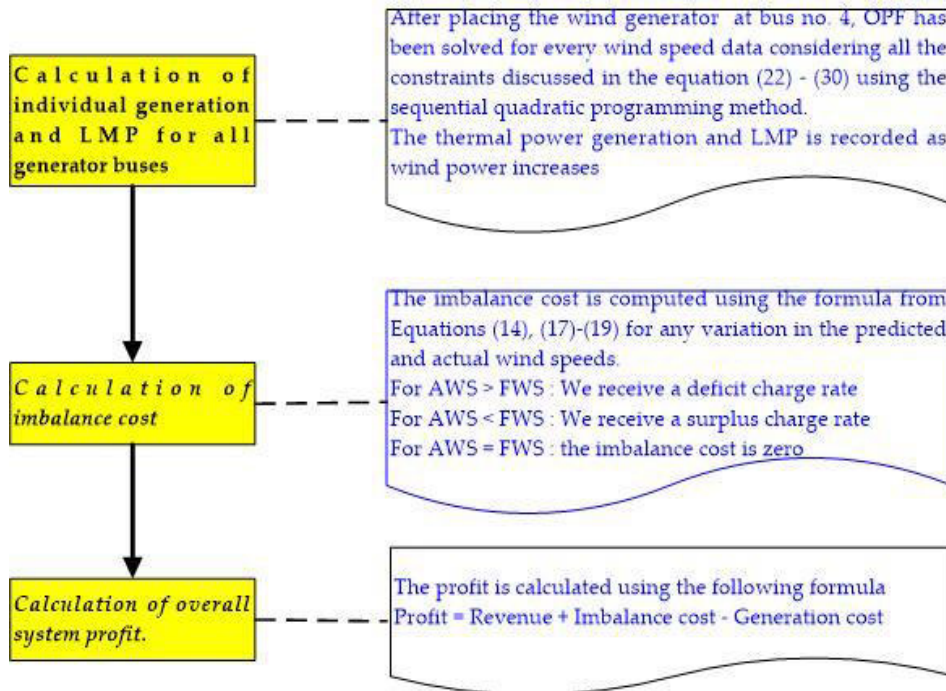 Calculation of
individual generation
and LMP for all
generator buses
After placing the wind generator at bus no. 4, OPF has
been solved for every wind speed data considering all the
constraints discussed in the equation (22) - (30) using the
sequential quadratic programming method.
The thermal power generation and LMP is recorded as
wind power increases
Calculation of
imbalance cost
The imbalance cost is computed using the formula from
Equations (14), (17)-(19) for any variation in the predicted
and actual wind speeds.
For AWS > FWS : We receive a deficit charge rate
For AWS < FWS : We receive a surplus charge rate
For AWS = FWS : the imbalance cost is zero
Calculation of overall
system profit.
The profit is calculated using the following formula
Profit = Revenue + Imbalance cost - Generation cost